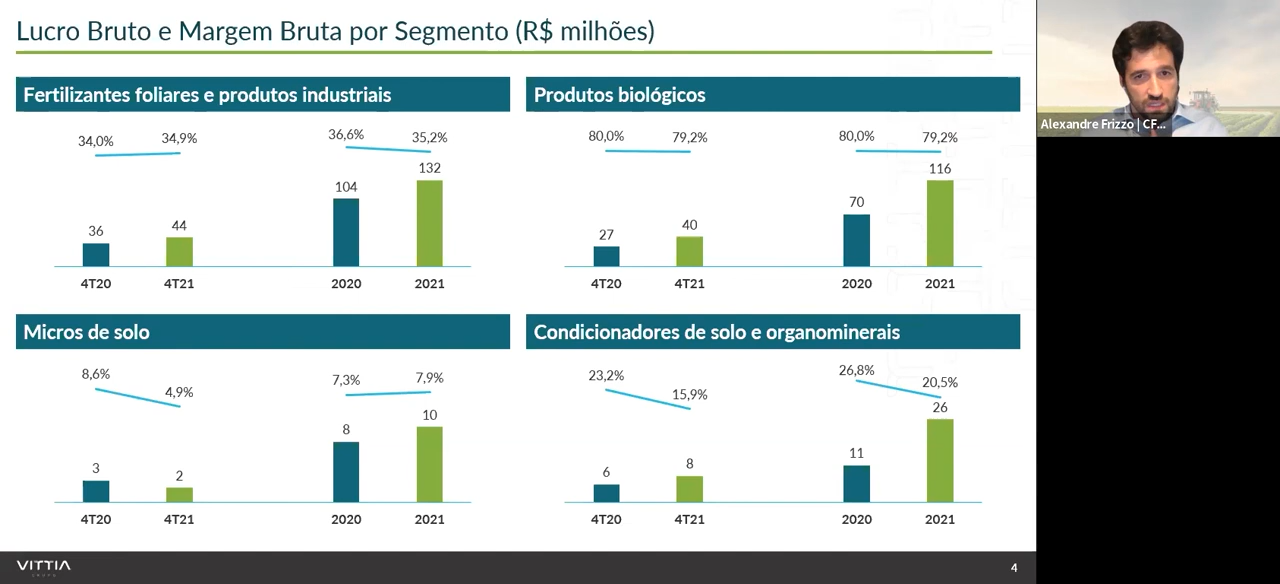 Lucro Bruto e Margem Bruta por Segmento (R$ milhões)
Fertilizantes foliares e produtos industriais
34,0%
34,9%
36,6%
35,2%
36
44
104
132
4T20
4T21
2020
2021
Produtos biológicos
80,0%
79,2%
80,0%
79,2%
27
40
70
116
4T20
4T21
2020
2021
Micros de solo
8,6%
4,9%
7,3%
7,9%
3
2
8
10
4T20
4T21
2020
2021
Condicionadores de solo e organominerais
23,2%
15,9%
26,8%
20,5%
6
8
11
26
4T20
4T21
2020
2021
VITTIA
GRUPO
4
Alexandre Frizzo | CF...